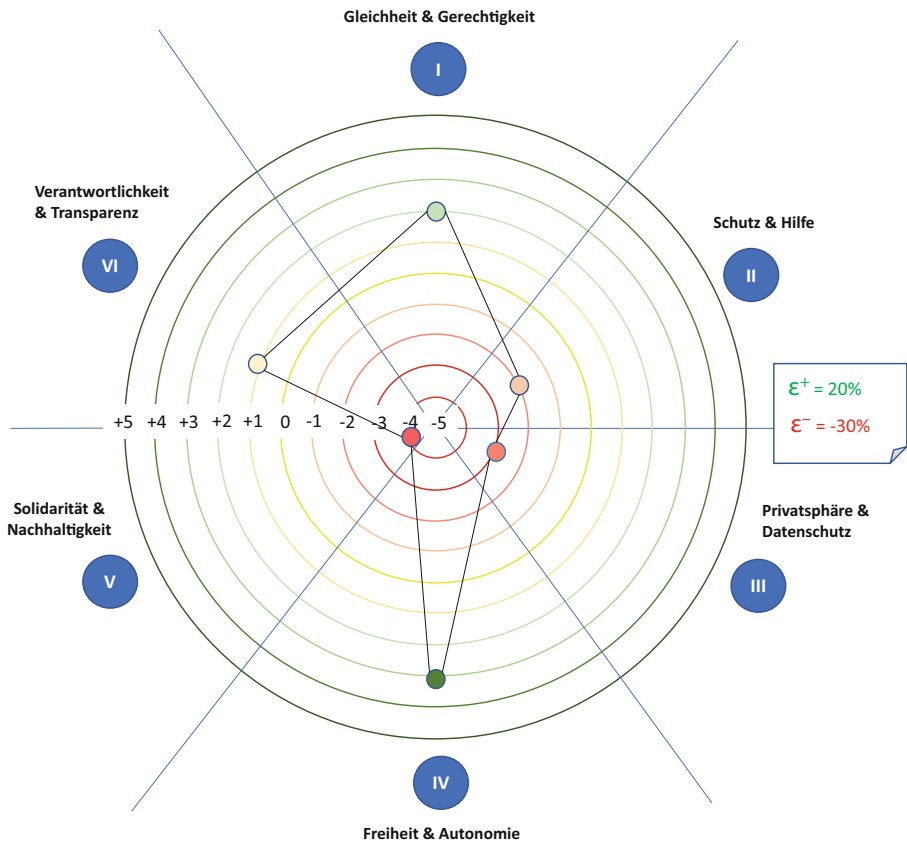 Gleichheit & Gerechtigkeit
I
Verantwortlichkeit
& Transparenz
VI
Schutz & Hilfe
II
ε⁺ = 20%
ε⁻ = -30%
+5 +4 +3 +2 +1 0 -1 -2 -3 -4 -5
Solidarität &
Nachhaltigkeit
V
Privatsphäre &
Datenschutz
III
IV
Freiheit & Autonomie